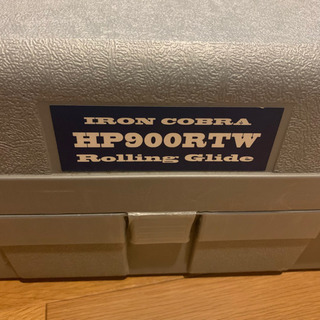 IRON COBRA
HP900RTW
Rolling Glide